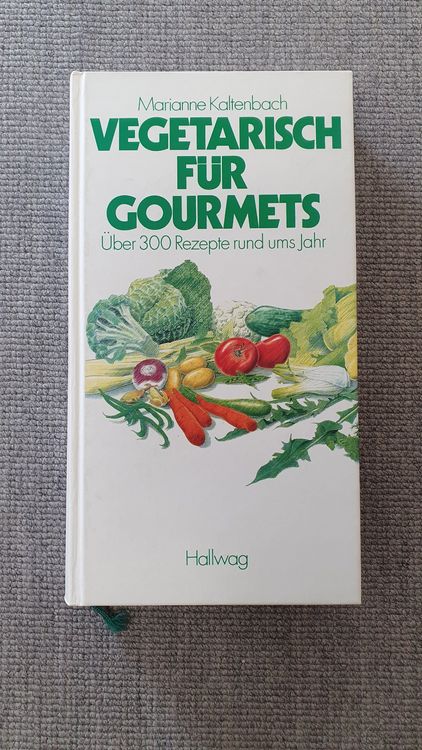 Marianne Kaltenbach
VEGETARISCH
FÜR
GOURMETS
Über 300 Rezepte rund ums Jahr
Hallwag